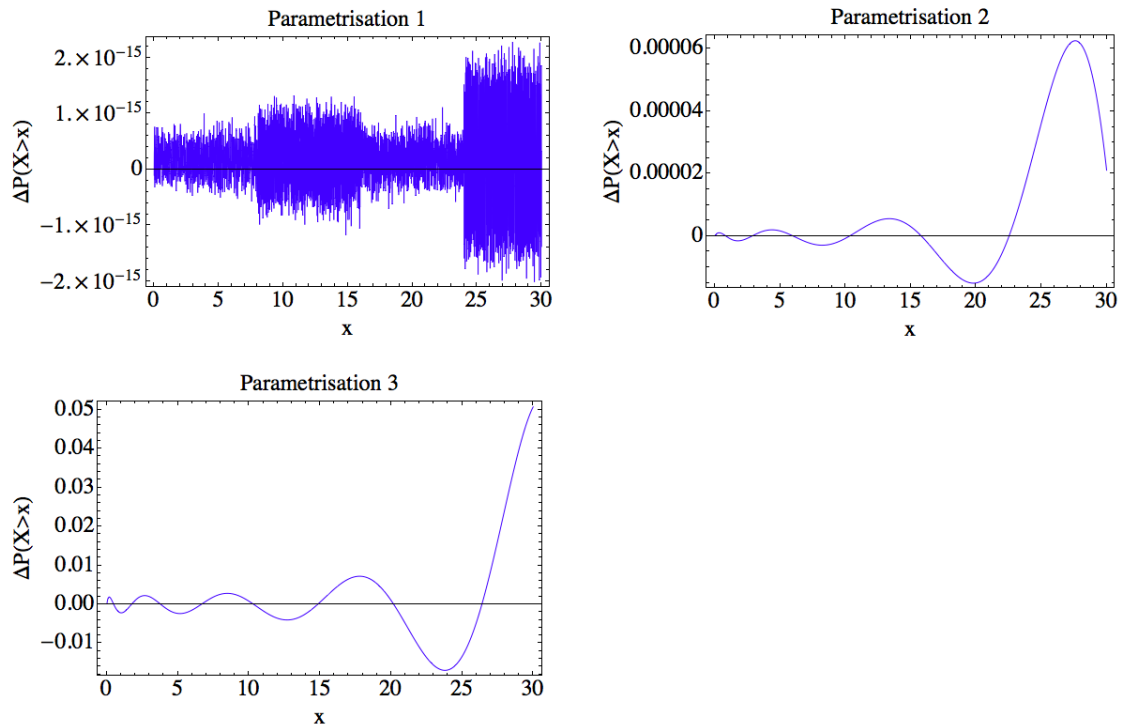 Parametrisation 1
2.×10⁻¹⁵
1.×10⁻¹⁵
0
−1.×10⁻¹⁵
−2.×10⁻¹⁵
ΔP(X>x)
0 5 10 15 20 25 30
x
Parametrisation 2
0.00006
0.00004
0.00002
0
ΔP(X>x)
0 5 10 15 20 25 30
x
Parametrisation 3
0.05
0.04
0.03
0.02
0.01
0.00
−0.01
ΔP(X>x)
0 5 10 15 20 25 30
x